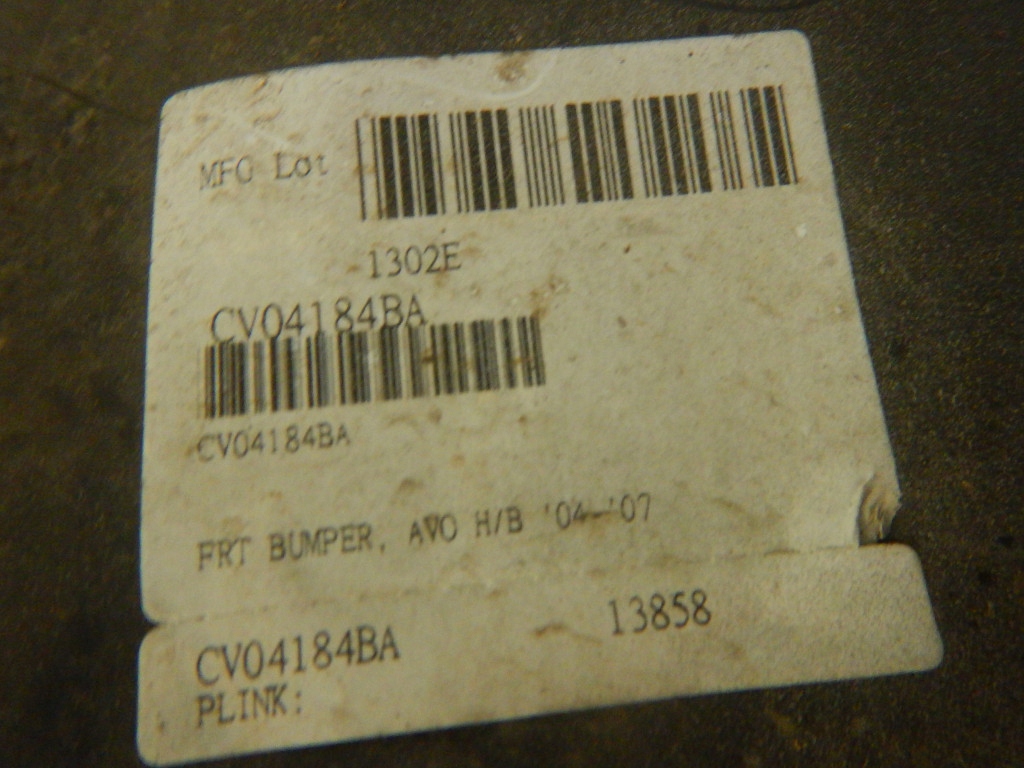 MFG Lot
1302E
CV04184BA
CV04184BA
FRT BUMPER, AVO H/B '04-'07
CV04184BA 13858
PLINK: